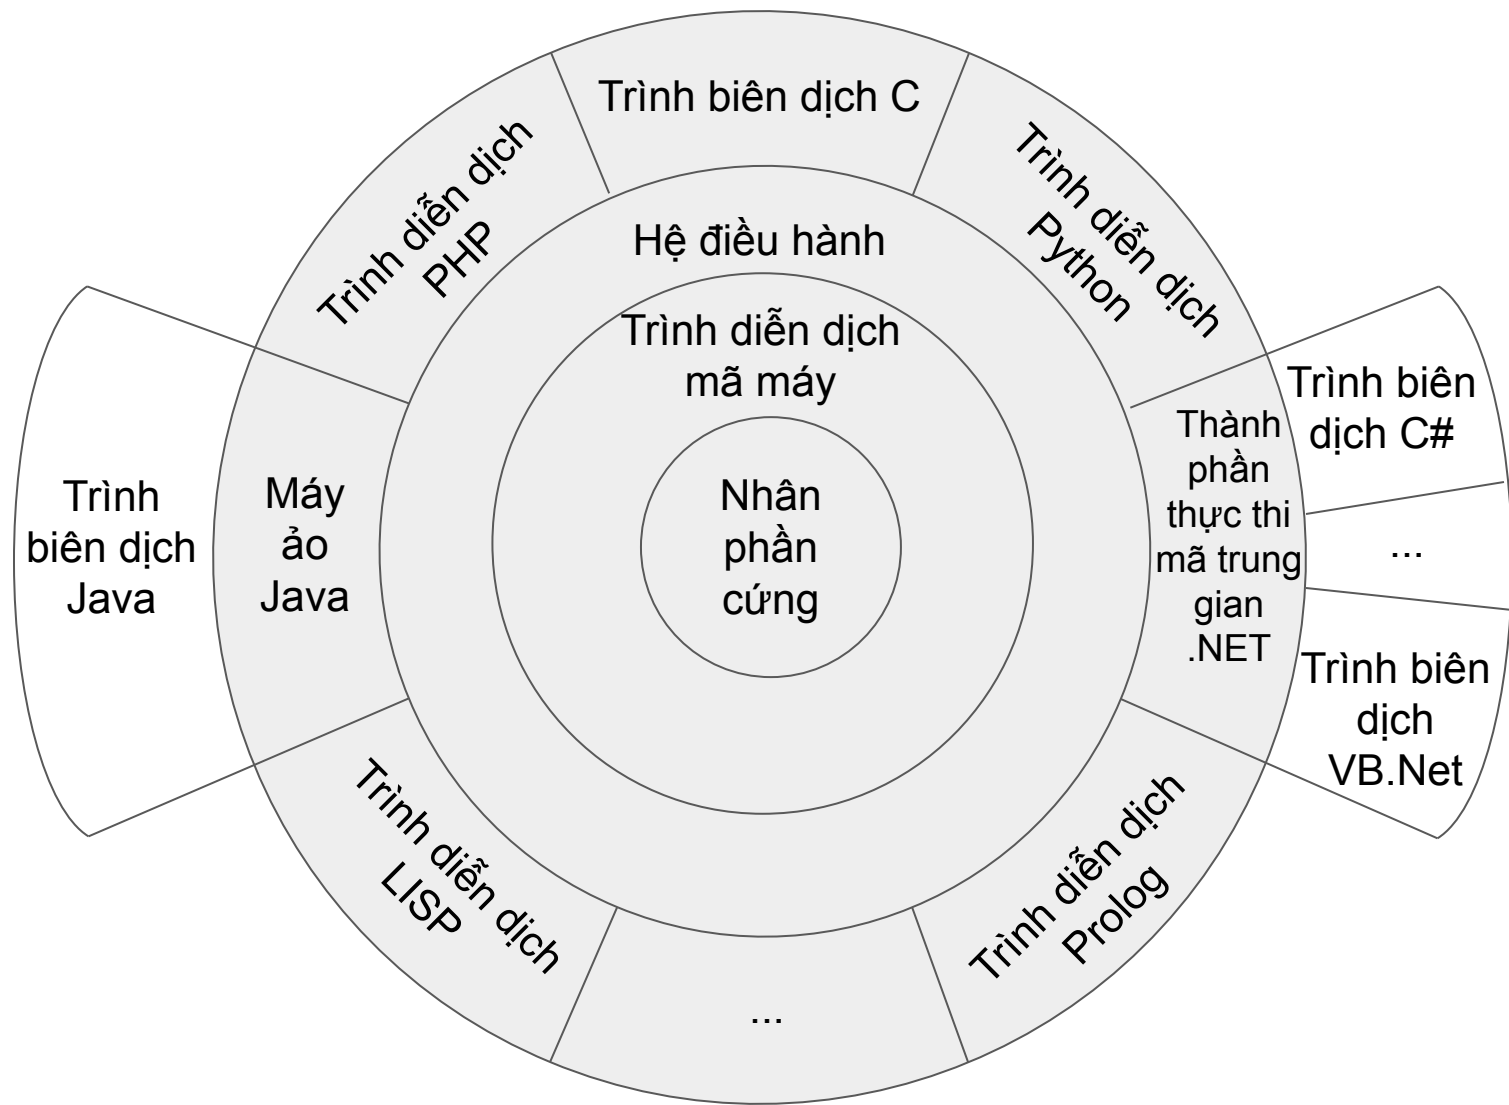 Trình biên dịch C
Trình diễn dịch
PHP
Trình diễn dịch
Python
Hệ điều hành
Trình diễn dịch
mã máy
Nhân
phần
cứng
Trình
biên dịch
Java
Máy
ảo
Java
Thành
phần
thực thi
mã trung
gian
.NET
Trình biên
dịch C#
...
Trình biên
dịch
VB.Net
Trình diễn dịch
LISP
...
Trình diễn dịch
Prolog